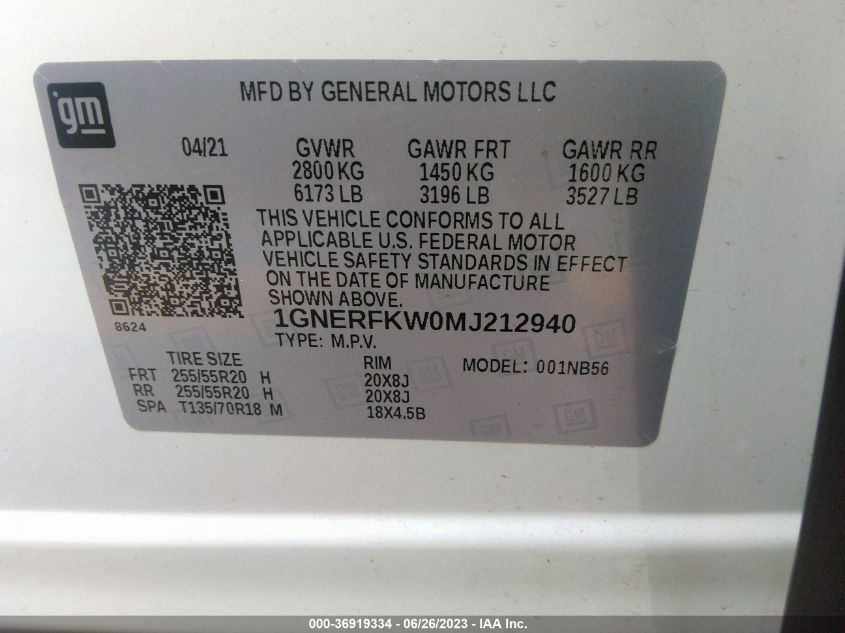 gm
MFD BY GENERAL MOTORS LLC
04/21 GVWR GAWR FRT GAWR RR
2800 KG 1450 KG 1600 KG
6173 LB 3196 LB 3527 LB
THIS VEHICLE CONFORMS TO ALL
APPLICABLE U.S. FEDERAL MOTOR
VEHICLE SAFETY STANDARDS IN EFFECT
ON THE DATE OF MANUFACTURE
SHOWN ABOVE.
8624
1GNERFKW0MJ212940
TYPE: M.P.V.
TIRE SIZE RIM MODEL: 001NB56
FRT 255/55R20 H 20X8J
RR 255/55R20 H 20X8J
SPA T135/70R18 M 18X4.5B
000-36919334 / 06/26/2023 - IAA Inc.